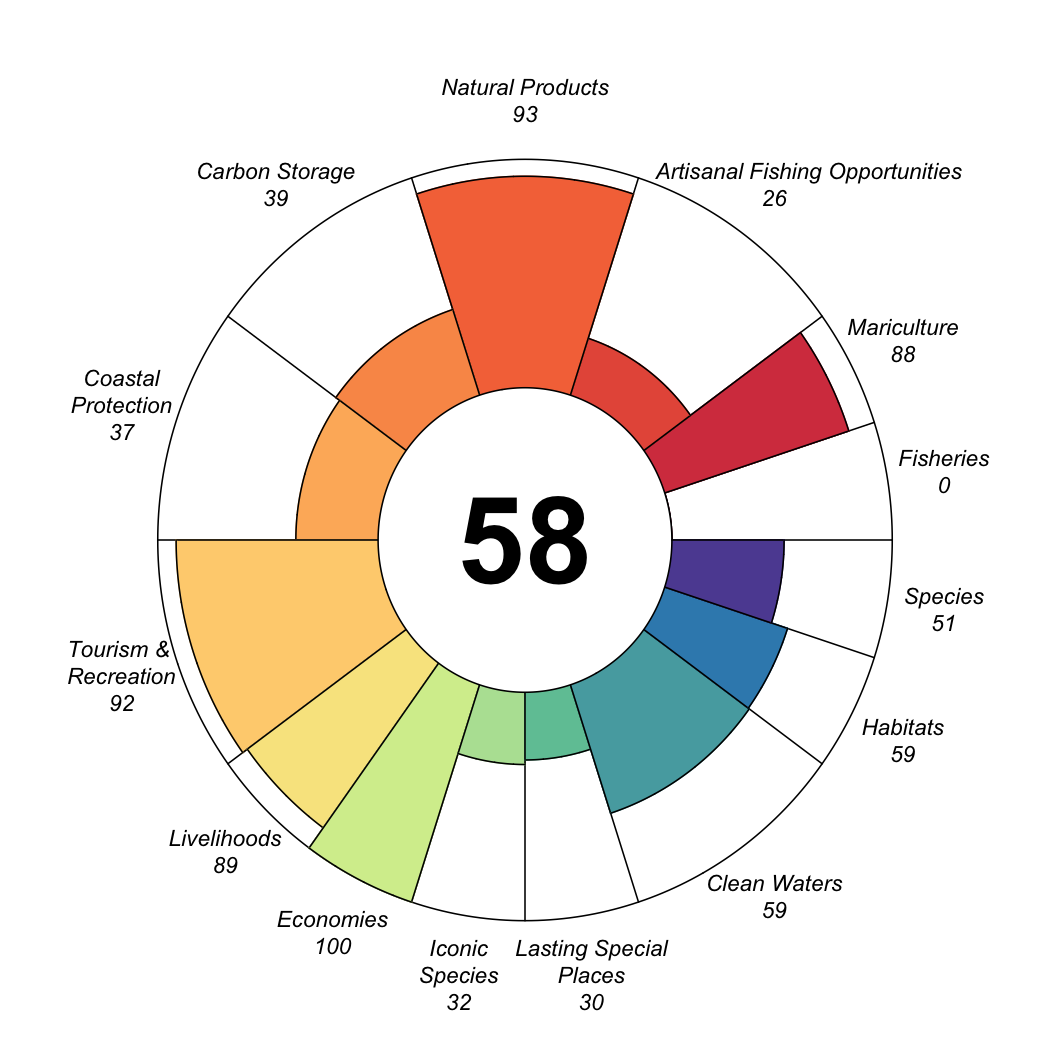 Natural Products
93
Carbon Storage
39
Artisanal Fishing Opportunities
26
Mariculture
88
Coastal
Protection
37
Fisheries
0
58
Species
51
Tourism &
Recreation
92
Habitats
59
Livelihoods
89
Clean Waters
59
Economies
100
Iconic
Species
32
Lasting Special
Places
30